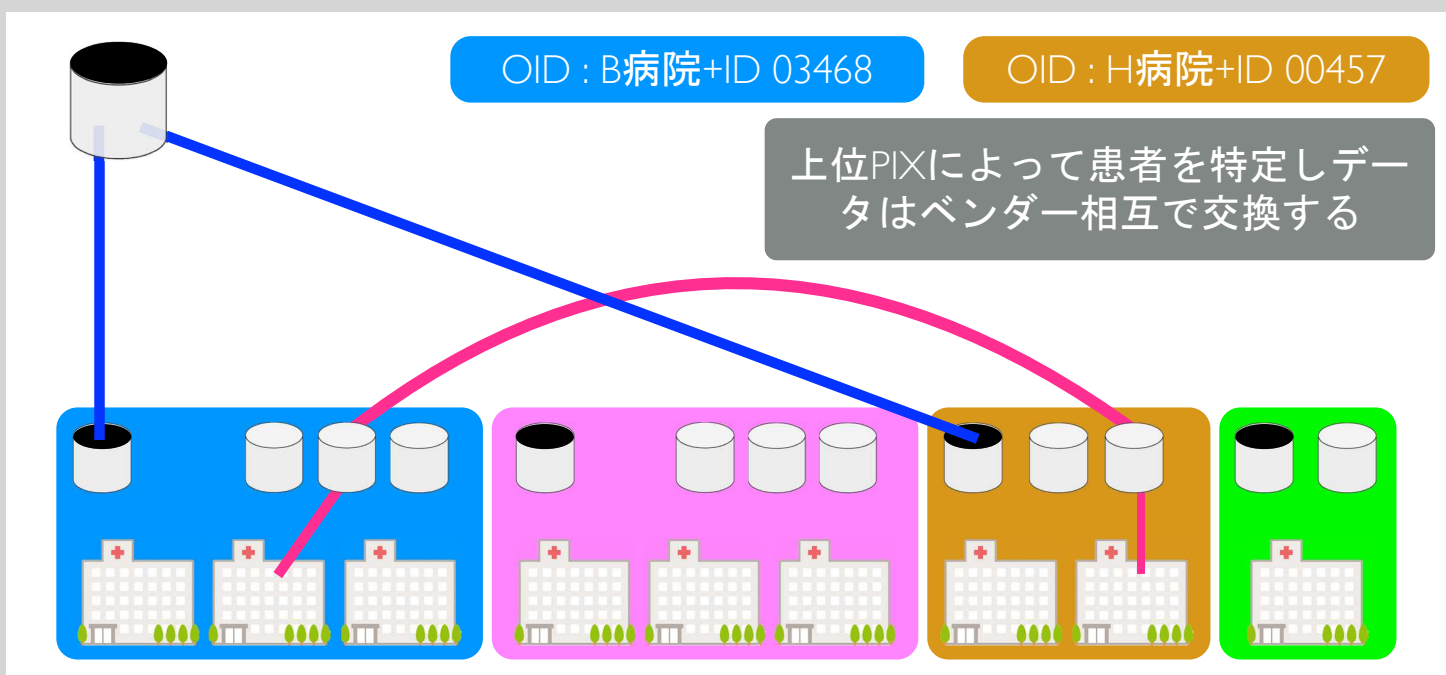 OID : B病院+ID 03468
OID : H病院+ID 00457
上位PIXによって患者を特定しデー
タはベンダー相互で交換する